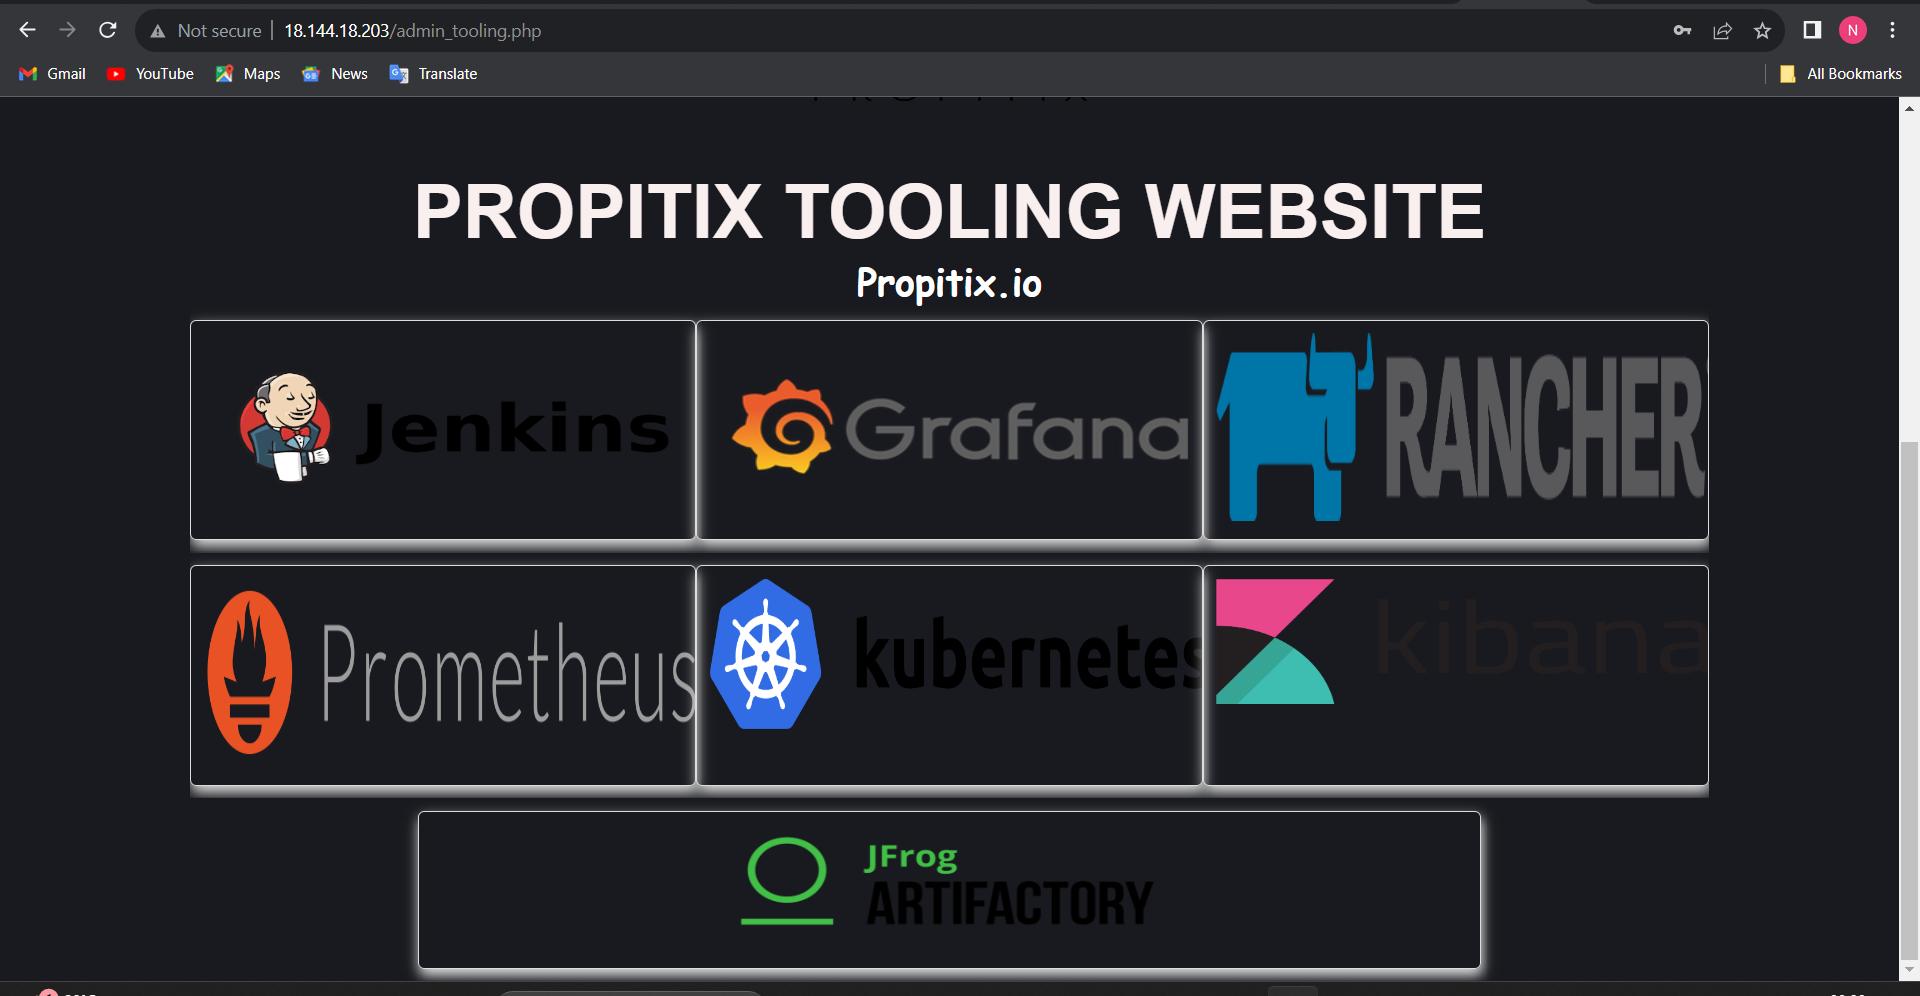 Not secure 18.144.18.203/admin_tooling.php N
Gmail YouTube Maps News Translate All Bookmarks
PROPITIX TOOLING WEBSITE
Propitix.io
Jenkins Grafana RANCHER
Prometheus kubernetes kibana
JFrog
ARTIFACTORY